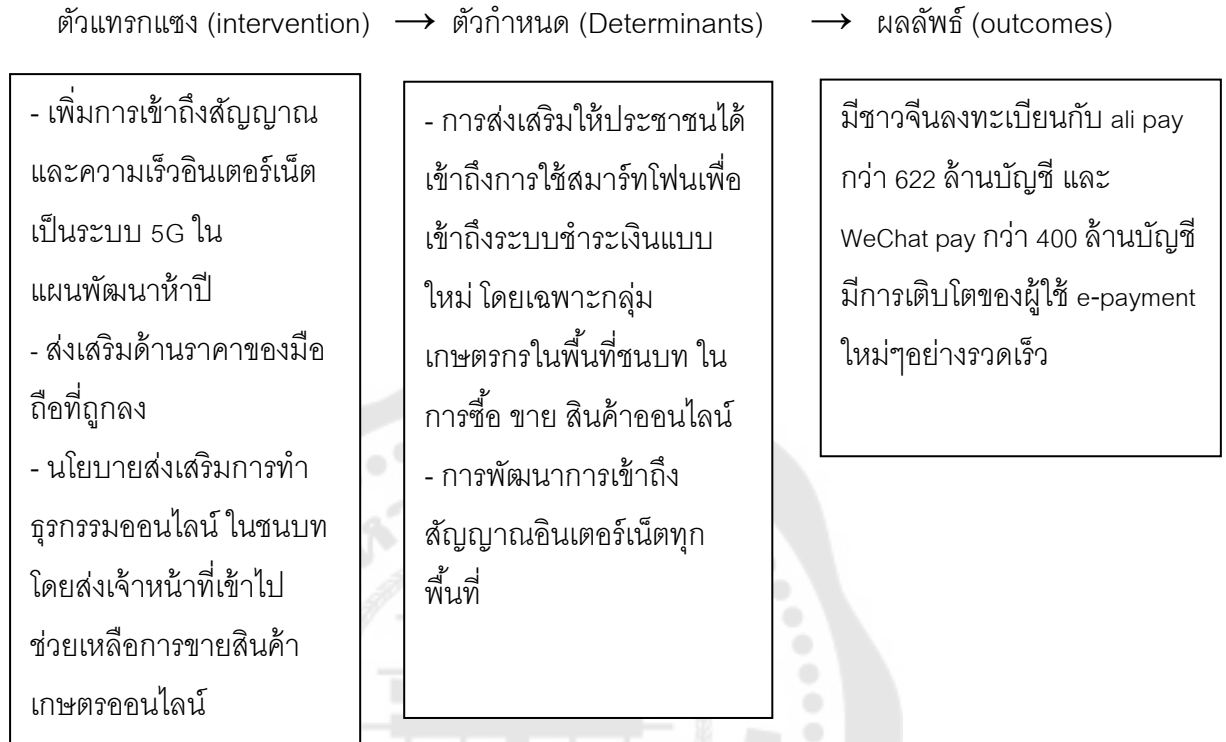 ตัวแทรกแซง (intervention) → ตัวกำหนด (Determinants) → ผลลัพธ์ (outcomes)
- เพิ่มการเข้าถึงสัญญาณ
และความเร็วอินเตอร์เน็ต
เป็นระบบ 5G ใน
แผนพัฒนาห้าปี
- ส่งเสริมด้านราคาของมือ
ถือที่ถูกลง
- นโยบายส่งเสริมการทำ
ธุรกรรมออนไลน์ ในชนบท
โดยส่งเจ้าหน้าที่เข้าไป
ช่วยเหลือการขายสินค้า
เกษตรออนไลน์
- การส่งเสริมให้ประชาชนได้
เข้าถึงการใช้สมาร์ทโฟนเพื่อ
เข้าถึงระบบชำระเงินแบบ
ใหม่ โดยเฉพาะกลุ่ม
เกษตรกรในพื้นที่ชนบท ใน
การซื้อ ขาย สินค้าออนไลน์
- การพัฒนาการเข้าถึง
สัญญาณอินเตอร์เน็ตทุก
พื้นที่
มีชาวจีนลงทะเบียนกับ ali pay
กว่า 622 ล้านบัญชี และ
WeChat pay กว่า 400 ล้านบัญชี
มีการเติบโตของผู้ใช้ e-payment
ใหม่ๆอย่างรวดเร็ว